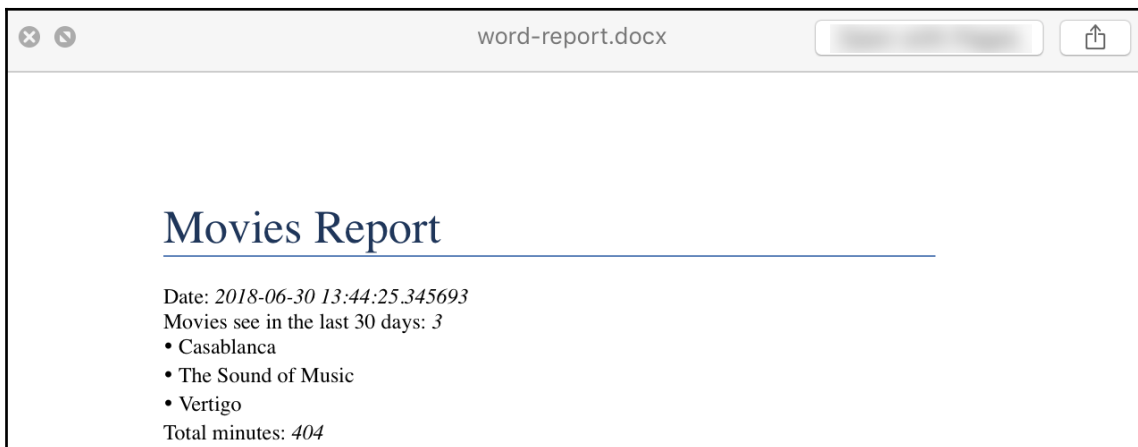 word-report.docx
Movies Report
Date: 2018-06-30 13:44:25.345693
Movies see in the last 30 days: 3
• Casablanca
• The Sound of Music
• Vertigo
Total minutes: 404